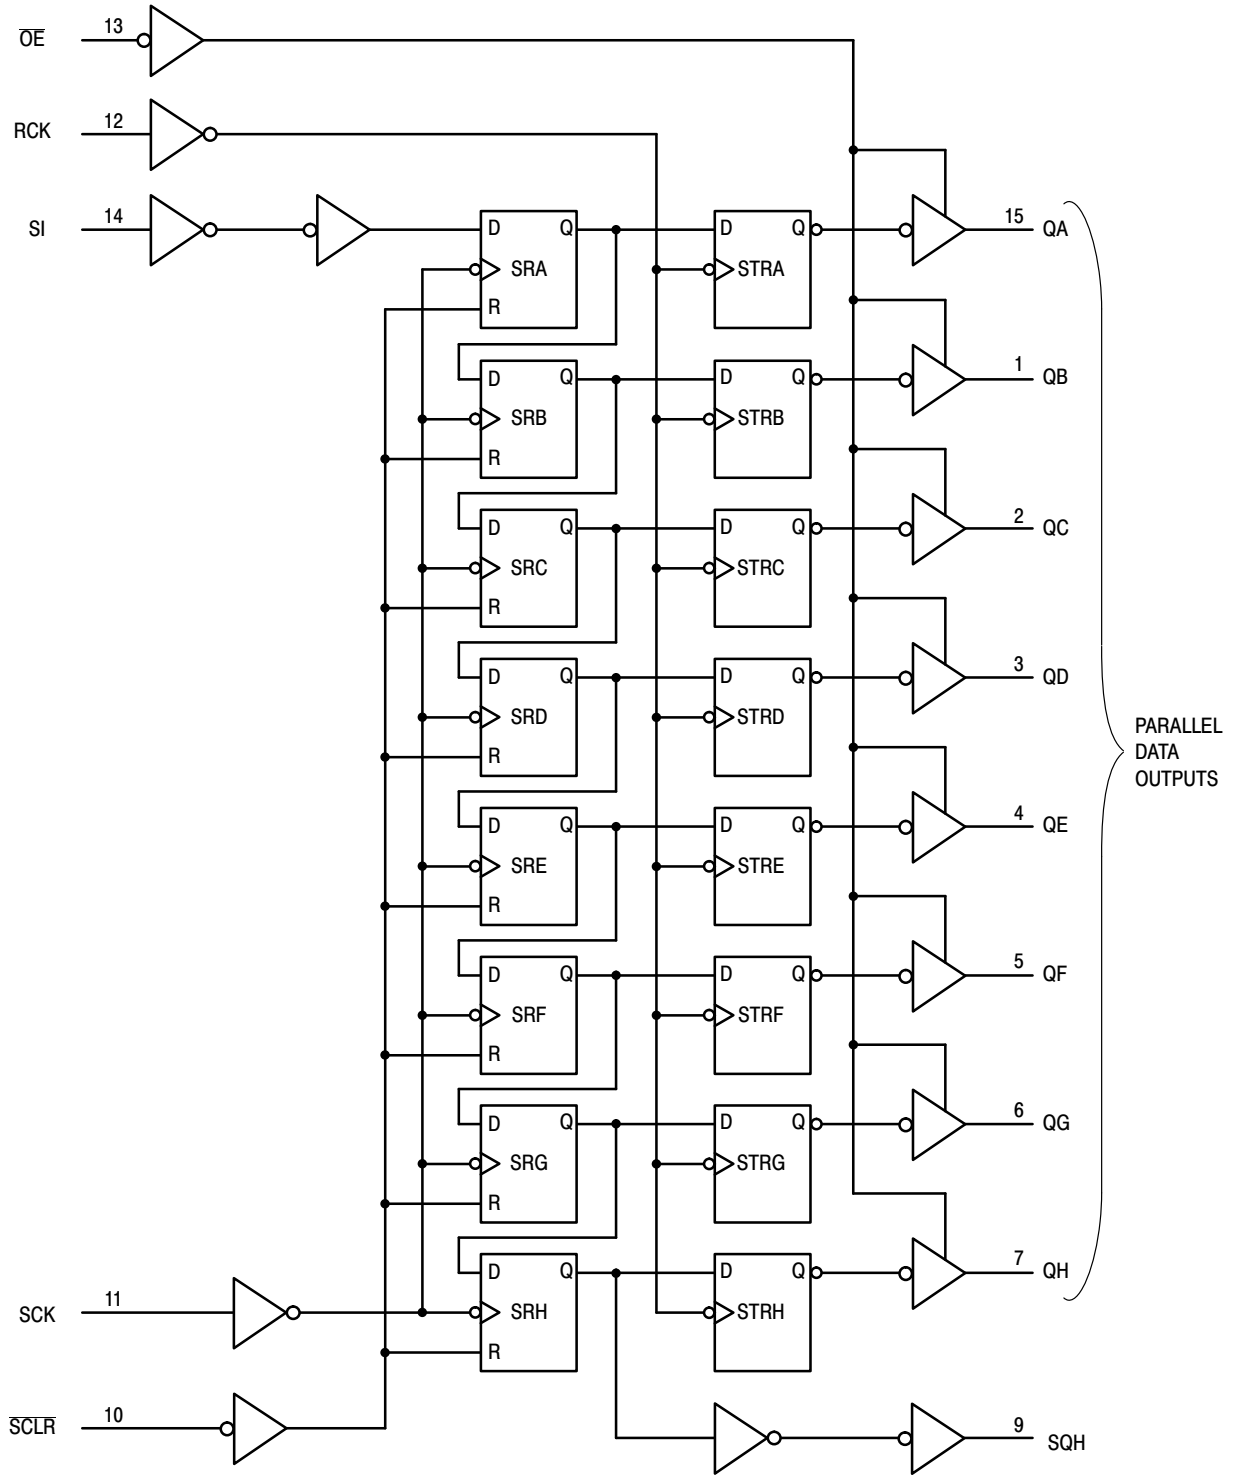 O̅E̅ 13
RCK 12
SI 14
D Q
SRA
R
D Q
STRA
15 QA
D Q
SRB
R
D Q
STRB
1 QB
D Q
SRC
R
D Q
STRC
2 QC
D Q
SRD
R
D Q
STRD
3 QD
PARALLEL
DATA
OUTPUTS
D Q
SRE
R
D Q
STRE
4 QE
D Q
SRF
R
D Q
STRF
5 QF
D Q
SRG
R
D Q
STRG
6 QG
D Q
SRH
R
D Q
STRH
7 QH
SCK 11
S̅C̅L̅R̅ 10
9 SQH